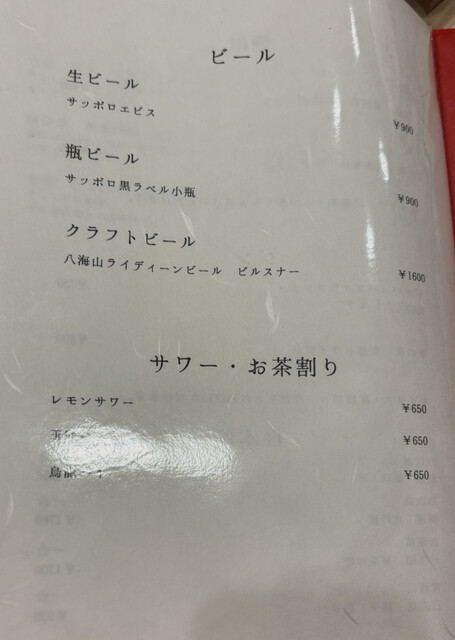 ビール
生ビール
サッポロエビス ￥900
瓶ビール
サッポロ黒ラベル小瓶 ￥900
クラフトビール
八海山ライディーンビール ピルスナー ￥1600
サワー・お茶割り
レモンサワー ￥650
￥650
￥650